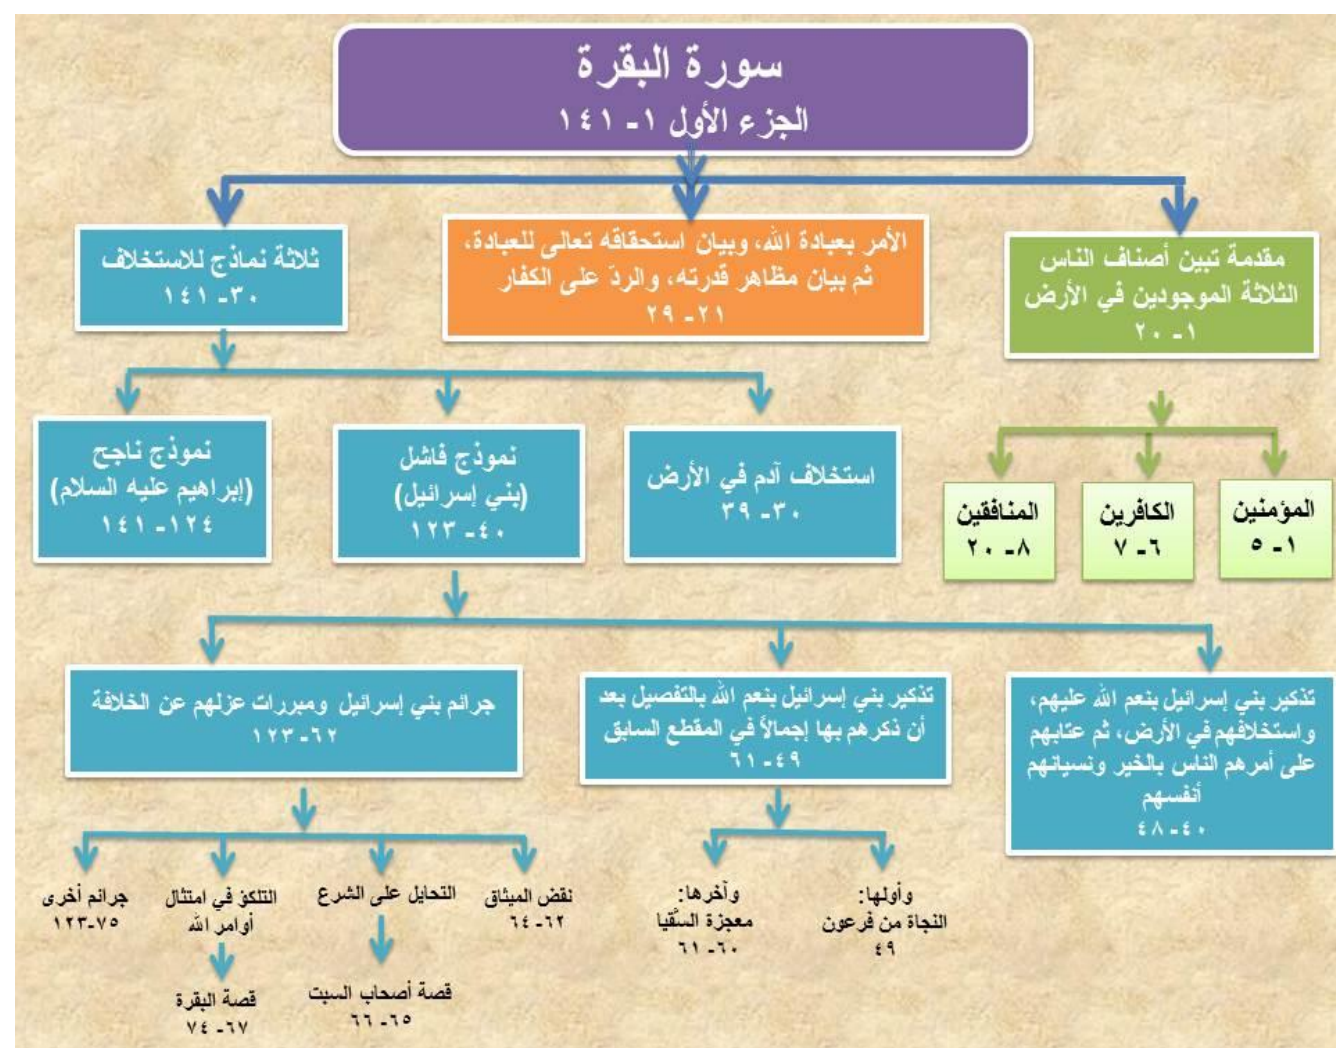 سورة البقرة
الجزء الأول ١- ١٤١
مقدمة تبين أصناف الناس
الثلاثة الموجودين في الأرض
١- ٢٠
الأمر بعبادة الله، وبيان استحقاقه تعالى للعبادة،
ثم بيان مظاهر قدرته، والردّ على الكفار
٢١- ٢٩
ثلاثة نماذج للاستخلاف
٣٠- ١٤١
المؤمنين
١- ٥
الكافرين
٦- ٧
المنافقين
٨- ٢٠
استخلاف آدم في الأرض
٣٠- ٣٩
نموذج فاشل
(بني إسرائيل)
٤٠- ١٢٣
نموذج ناجح
(إبراهيم عليه السلام)
١٢٤- ١٤١
تذكير بني إسرائيل بنعم الله عليهم،
واستخلافهم في الأرض، ثم عتابهم
على أمرهم الناس بالخير ونسيانهم
أنفسهم
٤٠- ٤٨
تذكير بني إسرائيل بنعم الله بالتفصيل بعد
أن ذكرهم بها إجمالاً في المقطع السابق
٤٩- ٦١
جرائم بني إسرائيل ومبررات عزلهم عن الخلافة
٦٢- ١٢٣
وأولها:
النجاة من فرعون
٤٩
وآخرها:
معجزة السُّقيا
٦٠- ٦١
نقض الميثاق
٦٢- ٦٤
التحايل على الشرع
قصة أصحاب السبت
٦٥- ٦٦
التلكؤ في امتثال
أوامر الله
قصة البقرة
٦٧- ٧٤
جرائم أخرى
٧٥- ١٢٣